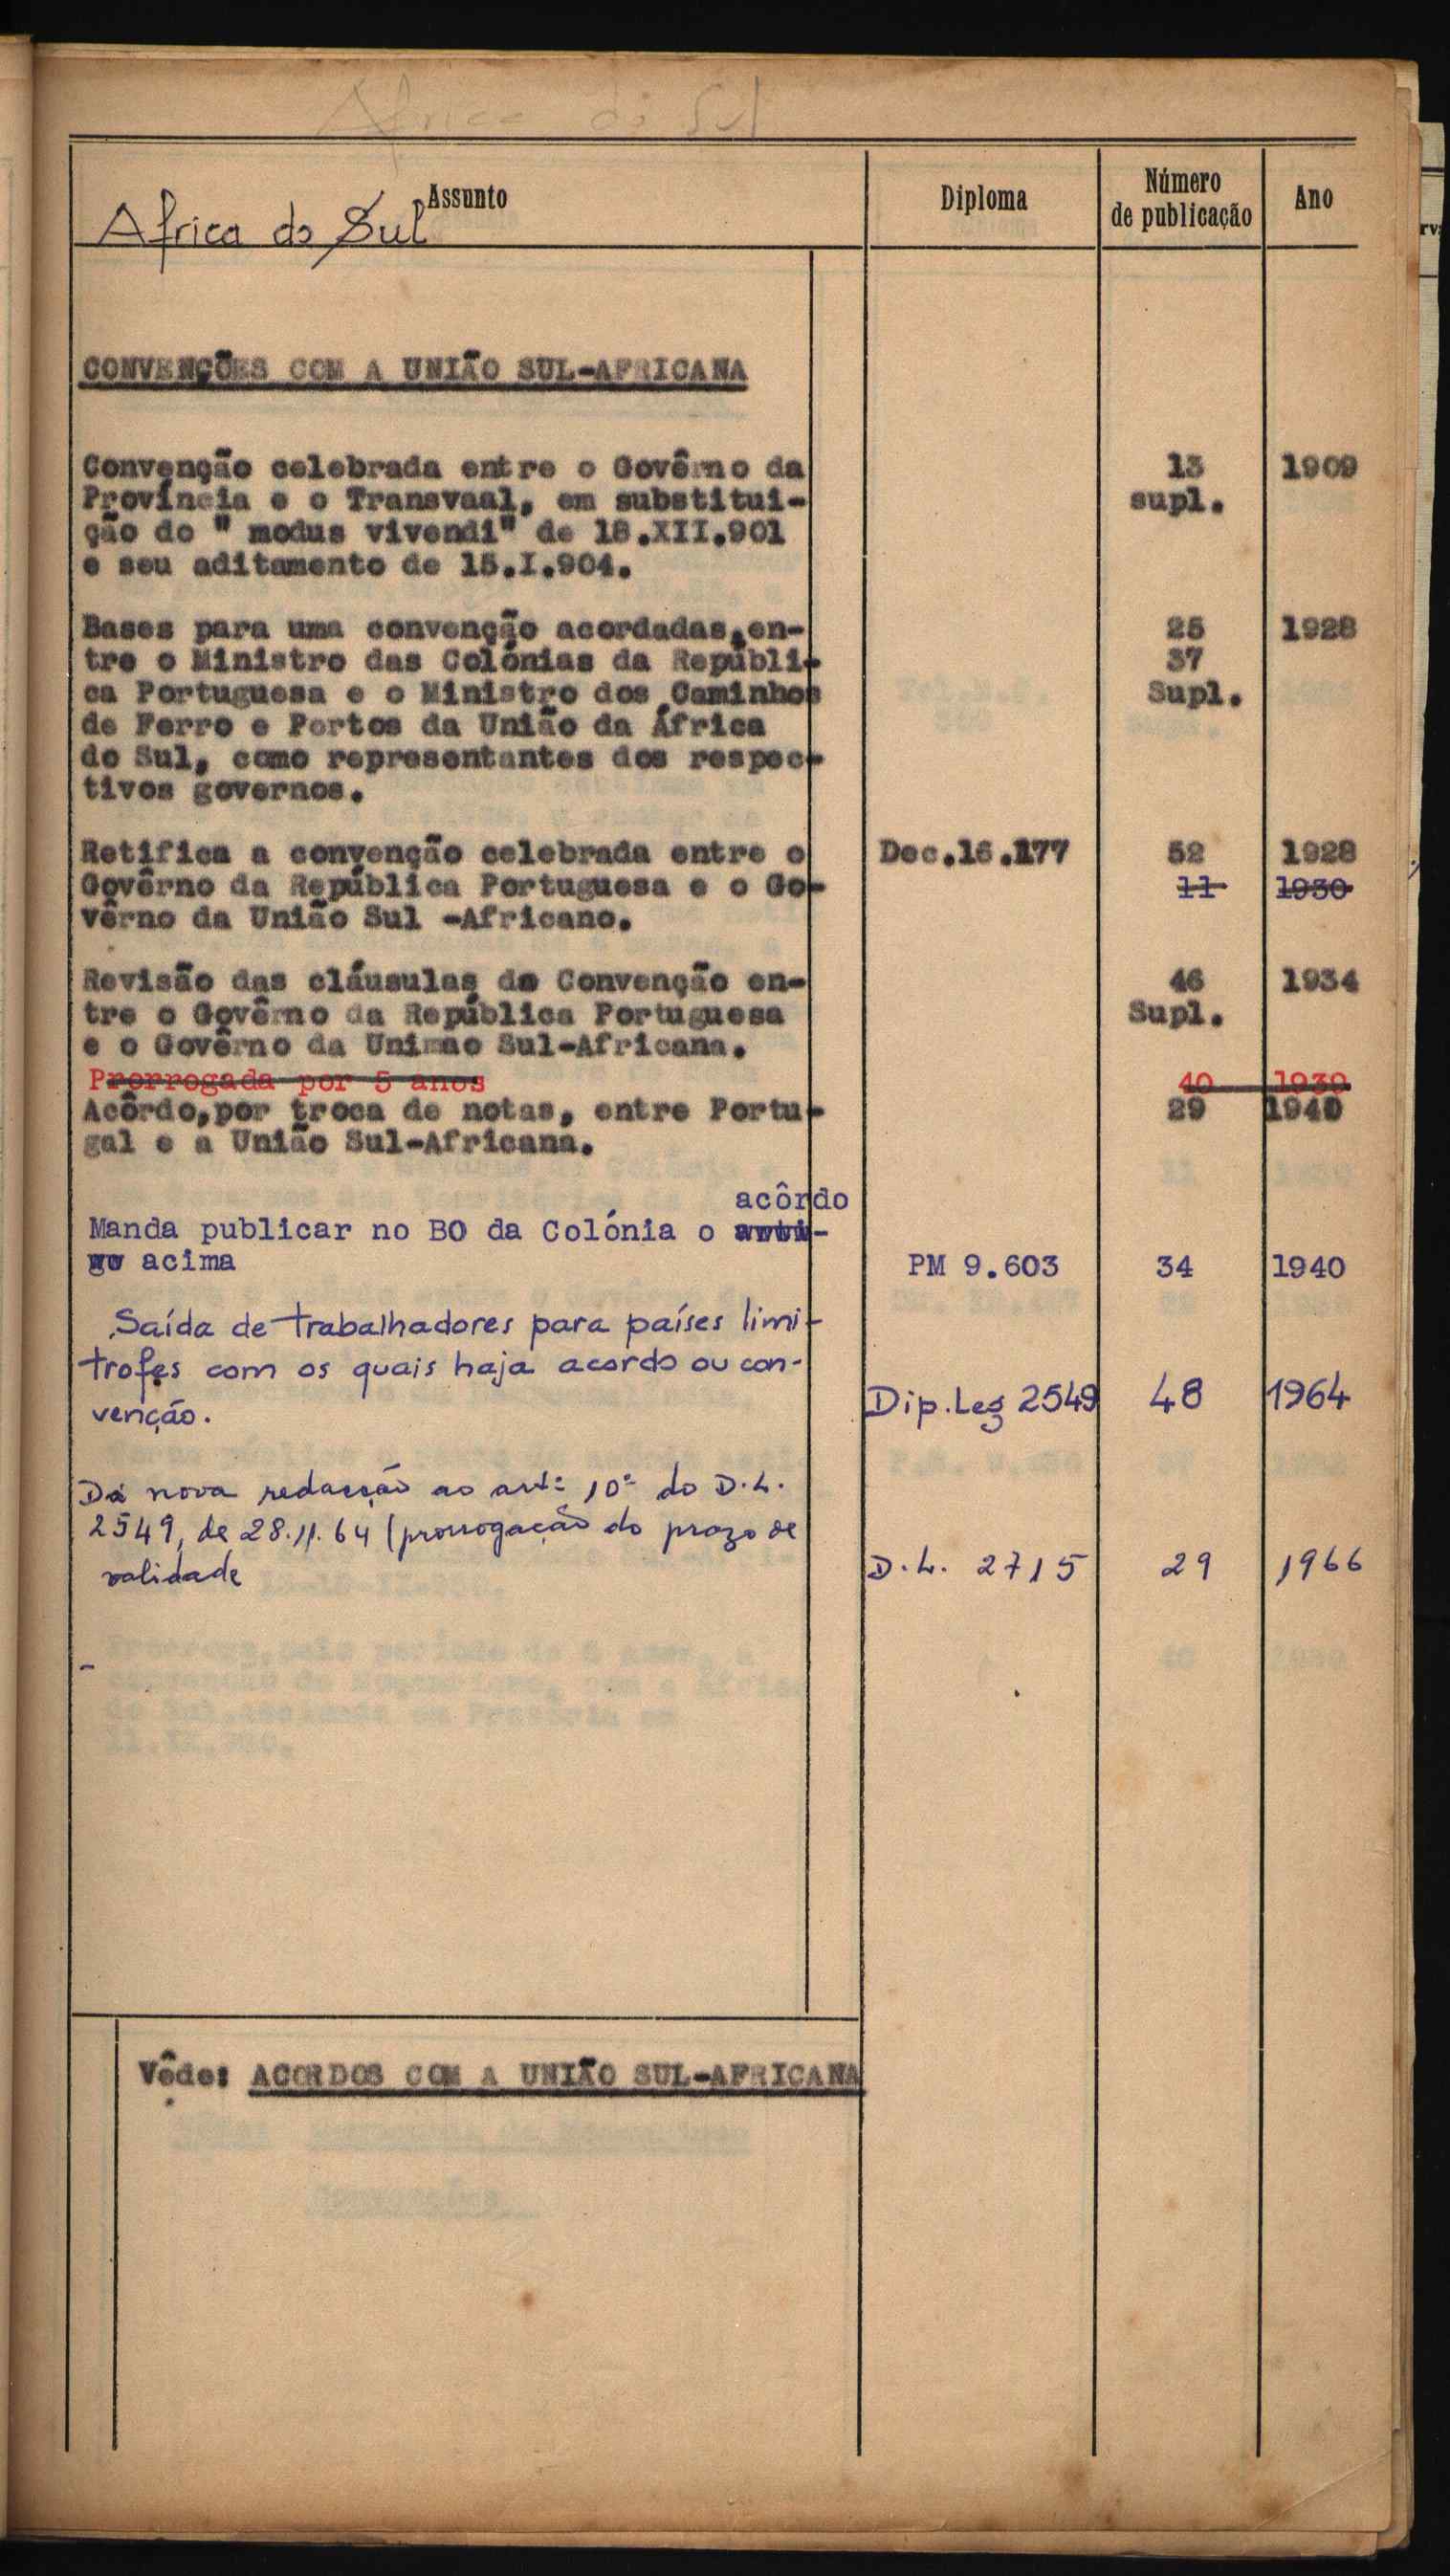 Africa do Sul
Assunto Diploma Número de publicação Ano
Africa do Sul
CONVENÇÕES COM A UNIÃO SUL-AFRICANA
Convenção celebrada entre o Govêrno da 13 1909
Província e o Transvaal, em substitui- supl.
ção do " modus vivendi" de 18.XII.901
e seu aditamento de 15.I.904.
Bases para uma convenção acordadas,en- 25 1928
tre o Ministro das Colónias da Repúbli- 37
ca Portuguesa e o Ministro dos Caminhos Supl.
de Ferro e Portos da União da África
do Sul, como representantes dos respec-
tivos governos.
Retifica a convenção celebrada entre o Dec.16.177 52 1928
Govêrno da República Portuguesa e o Go- 11 1930
vêrno da União Sul -Africano.
Revisão das cláusulas da Convenção en- 46 1934
tre o Govêrno da República Portuguesa Supl.
e o Govêrno da Unimao Sul-Africana.
Prorrogada por 5 anos 40 1939
Acôrdo,por troca de notas, entre Portu- 29 1940
gal e a União Sul-Africana.
acôrdo
Manda publicar no BO da Colónia o arti-
go acima PM 9.603 34 1940
Saída de trabalhadores para países limi-
trofes com os quais haja acordo ou con-
venção. Dip. Leg 2549 48 1964
Dá nova redacção ao artº 10º do D.L.
2549, de 28.11.64 (prorrogação do prazo de
validade D.L. 2715 29 1966
Vêde: ACORDOS COM A UNIÃO SUL-AFRICANA